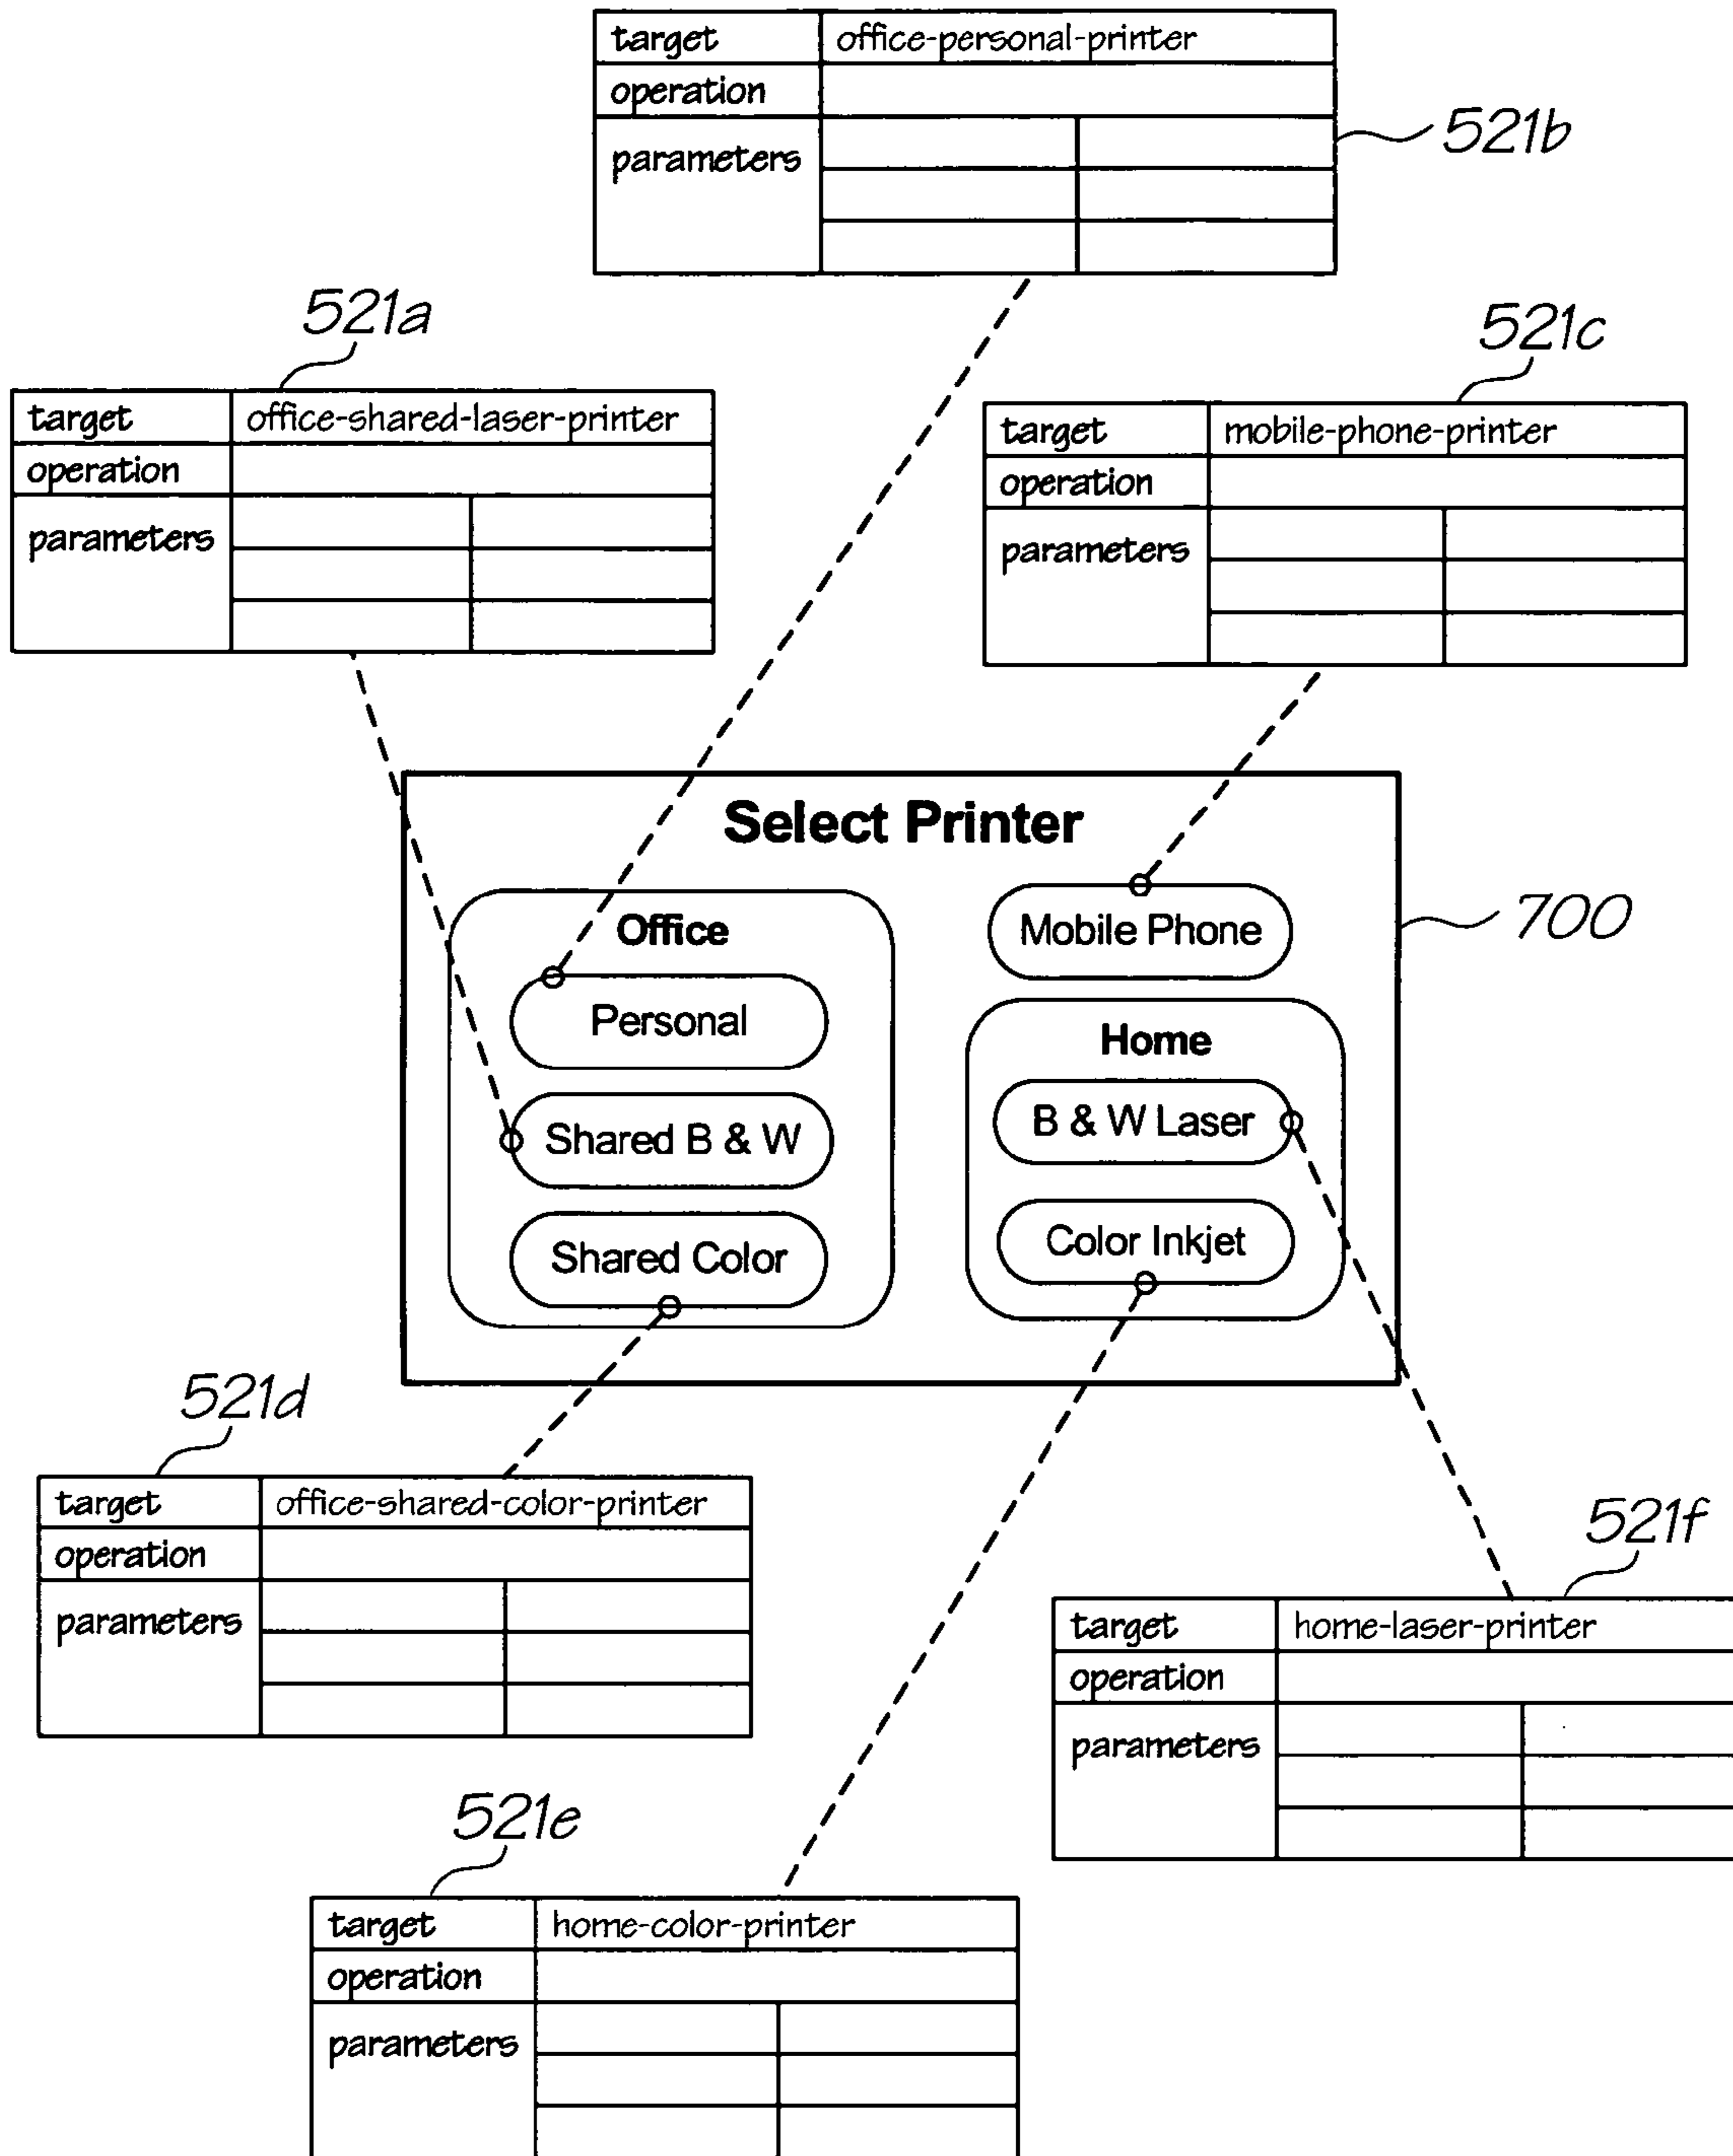 target office-personal-printer
operation
parameters
521b
521a
target office-shared-laser-printer
operation
parameters
521c
target mobile-phone-printer
operation
parameters
Select Printer
Office
Personal
Shared B & W
Shared Color
Mobile Phone
Home
B & W Laser
Color Inkjet
700
521d
target office-shared-color-printer
operation
parameters
521f
target home-laser-printer
operation
parameters
521e
target home-color-printer
operation
parameters